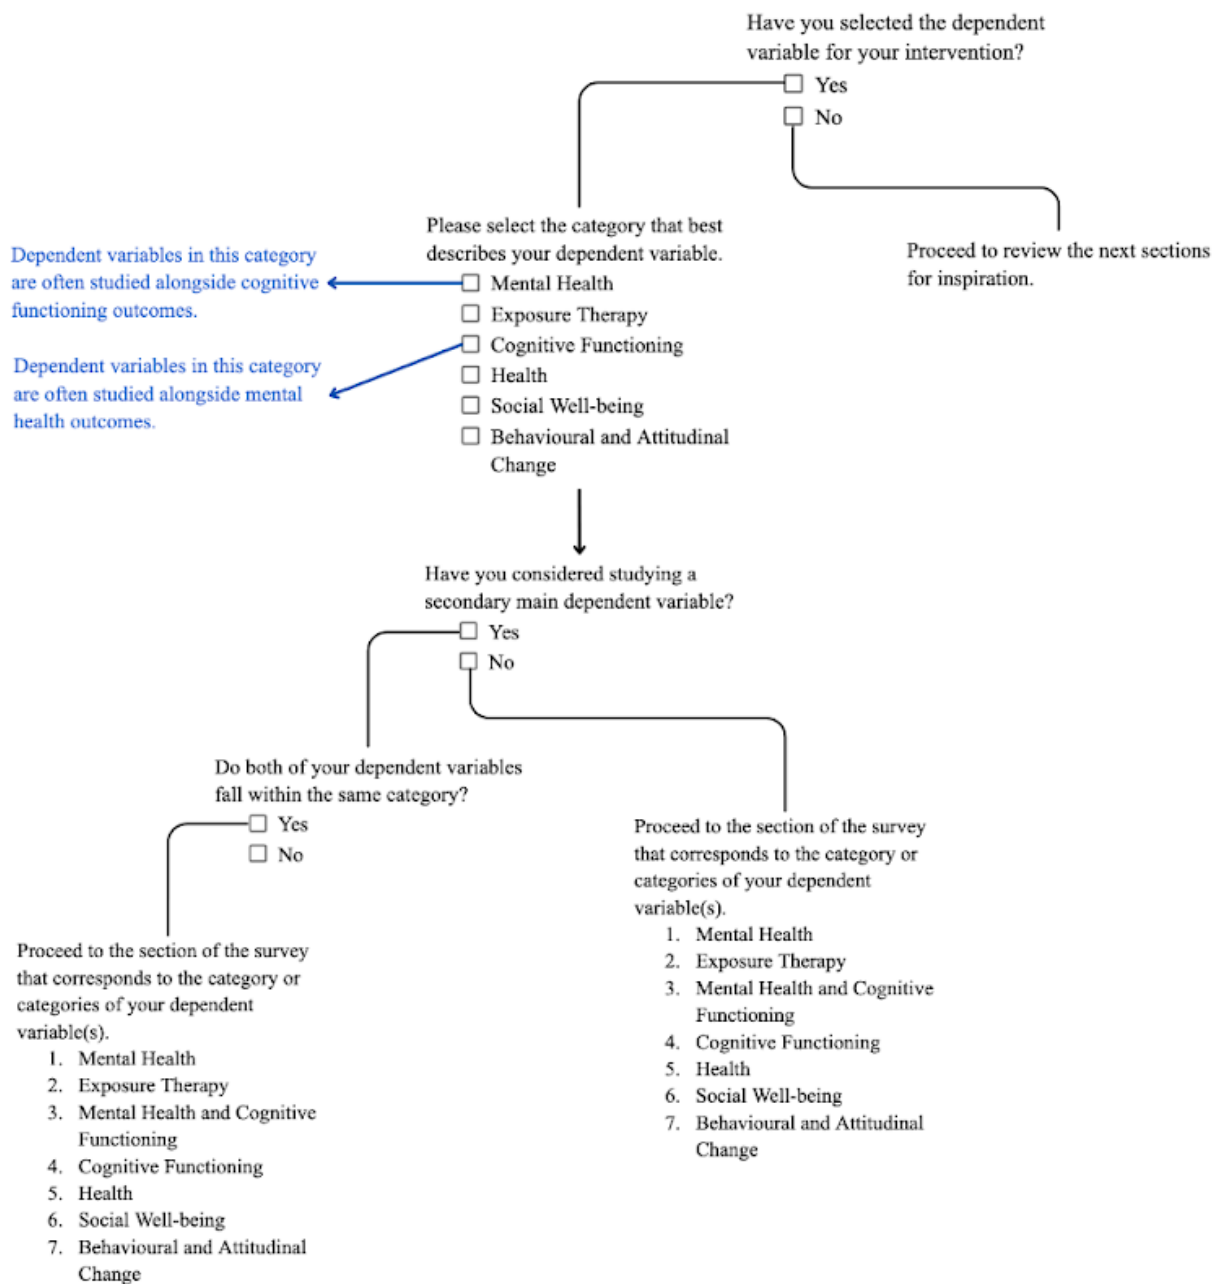 Have you selected the dependent
variable for your intervention?
☐ Yes
☐ No
Please select the category that best
describes your dependent variable.
☐ Mental Health
☐ Exposure Therapy
☐ Cognitive Functioning
☐ Health
☐ Social Well-being
☐ Behavioural and Attitudinal
Change
Proceed to review the next sections
for inspiration.
Dependent variables in this category
are often studied alongside cognitive
functioning outcomes.
Dependent variables in this category
are often studied alongside mental
health outcomes.
Have you considered studying a
secondary main dependent variable?
☐ Yes
☐ No
Do both of your dependent variables
fall within the same category?
☐ Yes
☐ No
Proceed to the section of the survey
that corresponds to the category or
categories of your dependent
variable(s).
1. Mental Health
2. Exposure Therapy
3. Mental Health and Cognitive
Functioning
4. Cognitive Functioning
5. Health
6. Social Well-being
7. Behavioural and Attitudinal
Change
Proceed to the section of the survey
that corresponds to the category or
categories of your dependent
variable(s).
1. Mental Health
2. Exposure Therapy
3. Mental Health and Cognitive
Functioning
4. Cognitive Functioning
5. Health
6. Social Well-being
7. Behavioural and Attitudinal
Change